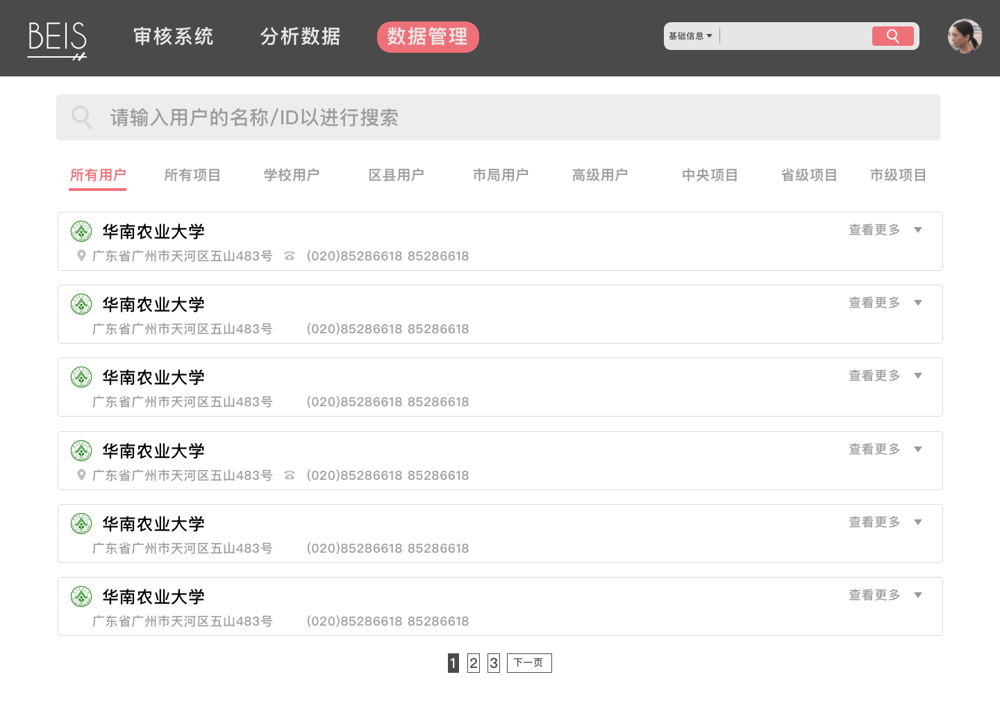 BEIS 审核系统 分析数据 数据管理 基础信息
请输入用户的名称/ID以进行搜索
所有用户 所有项目 学校用户 区县用户 市局用户 高级用户 中央项目 省级项目 市级项目
华南农业大学 查看更多
广东省广州市天河区五山483号 (020)85286618 85286618
华南农业大学 查看更多
广东省广州市天河区五山483号 (020)85286618 85286618
华南农业大学 查看更多
广东省广州市天河区五山483号 (020)85286618 85286618
华南农业大学 查看更多
广东省广州市天河区五山483号 (020)85286618 85286618
华南农业大学 查看更多
广东省广州市天河区五山483号 (020)85286618 85286618
华南农业大学 查看更多
广东省广州市天河区五山483号 (020)85286618 85286618
1 2 3 下一页